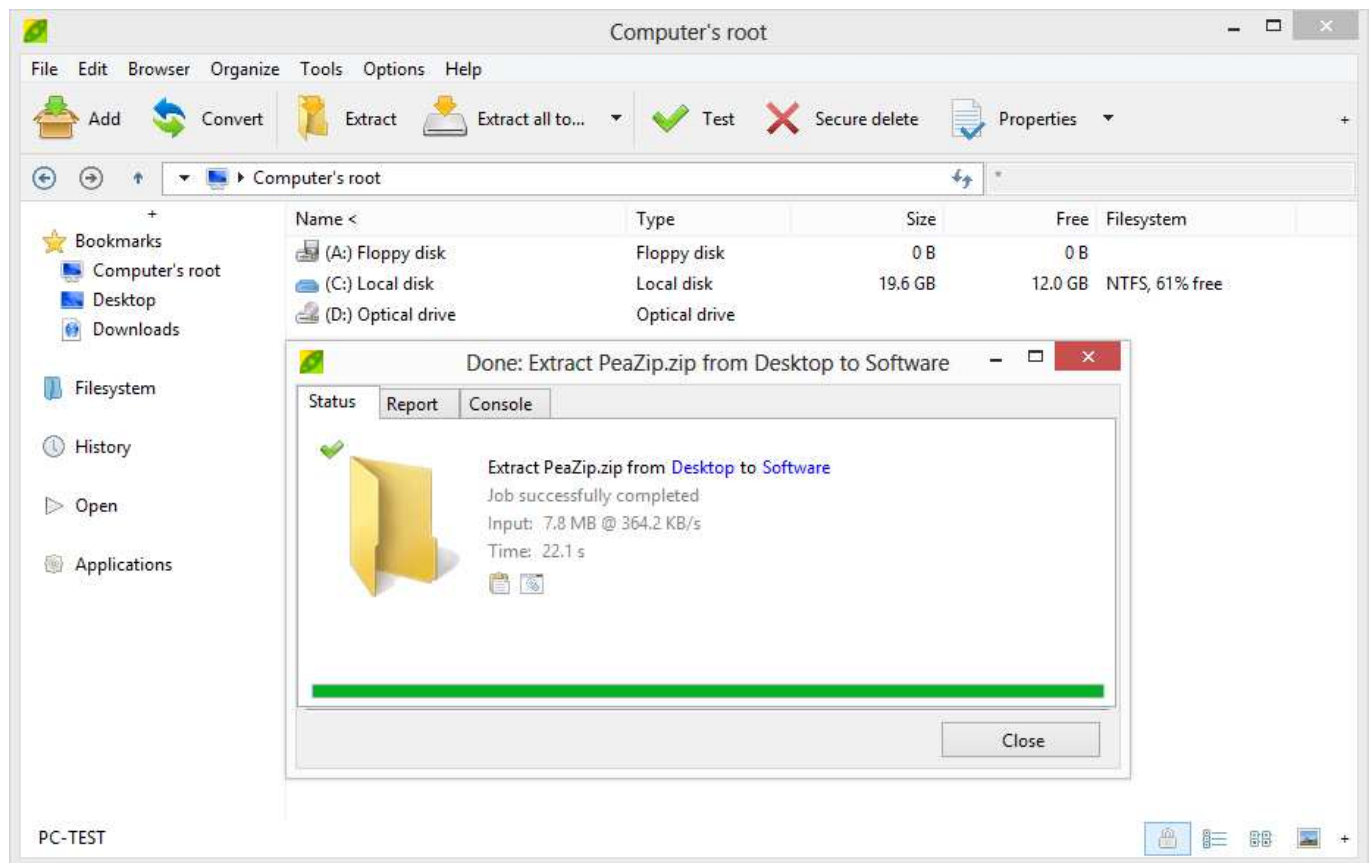 Computer's root
File Edit Browser Organize Tools Options Help
Add Convert Extract Extract all to... Test Secure delete Properties +
Computer's root *
+
Bookmarks
Computer's root
Desktop
Downloads
Filesystem
History
Open
Applications
Name < Type Size Free Filesystem
(A:) Floppy disk Floppy disk 0 B 0 B
(C:) Local disk Local disk 19.6 GB 12.0 GB NTFS, 61% free
(D:) Optical drive Optical drive
Done: Extract PeaZip.zip from Desktop to Software
Status Report Console
Extract PeaZip.zip from Desktop to Software
Job successfully completed
Input: 7.8 MB @ 364.2 KB/s
Time: 22.1 s
Close
PC-TEST +